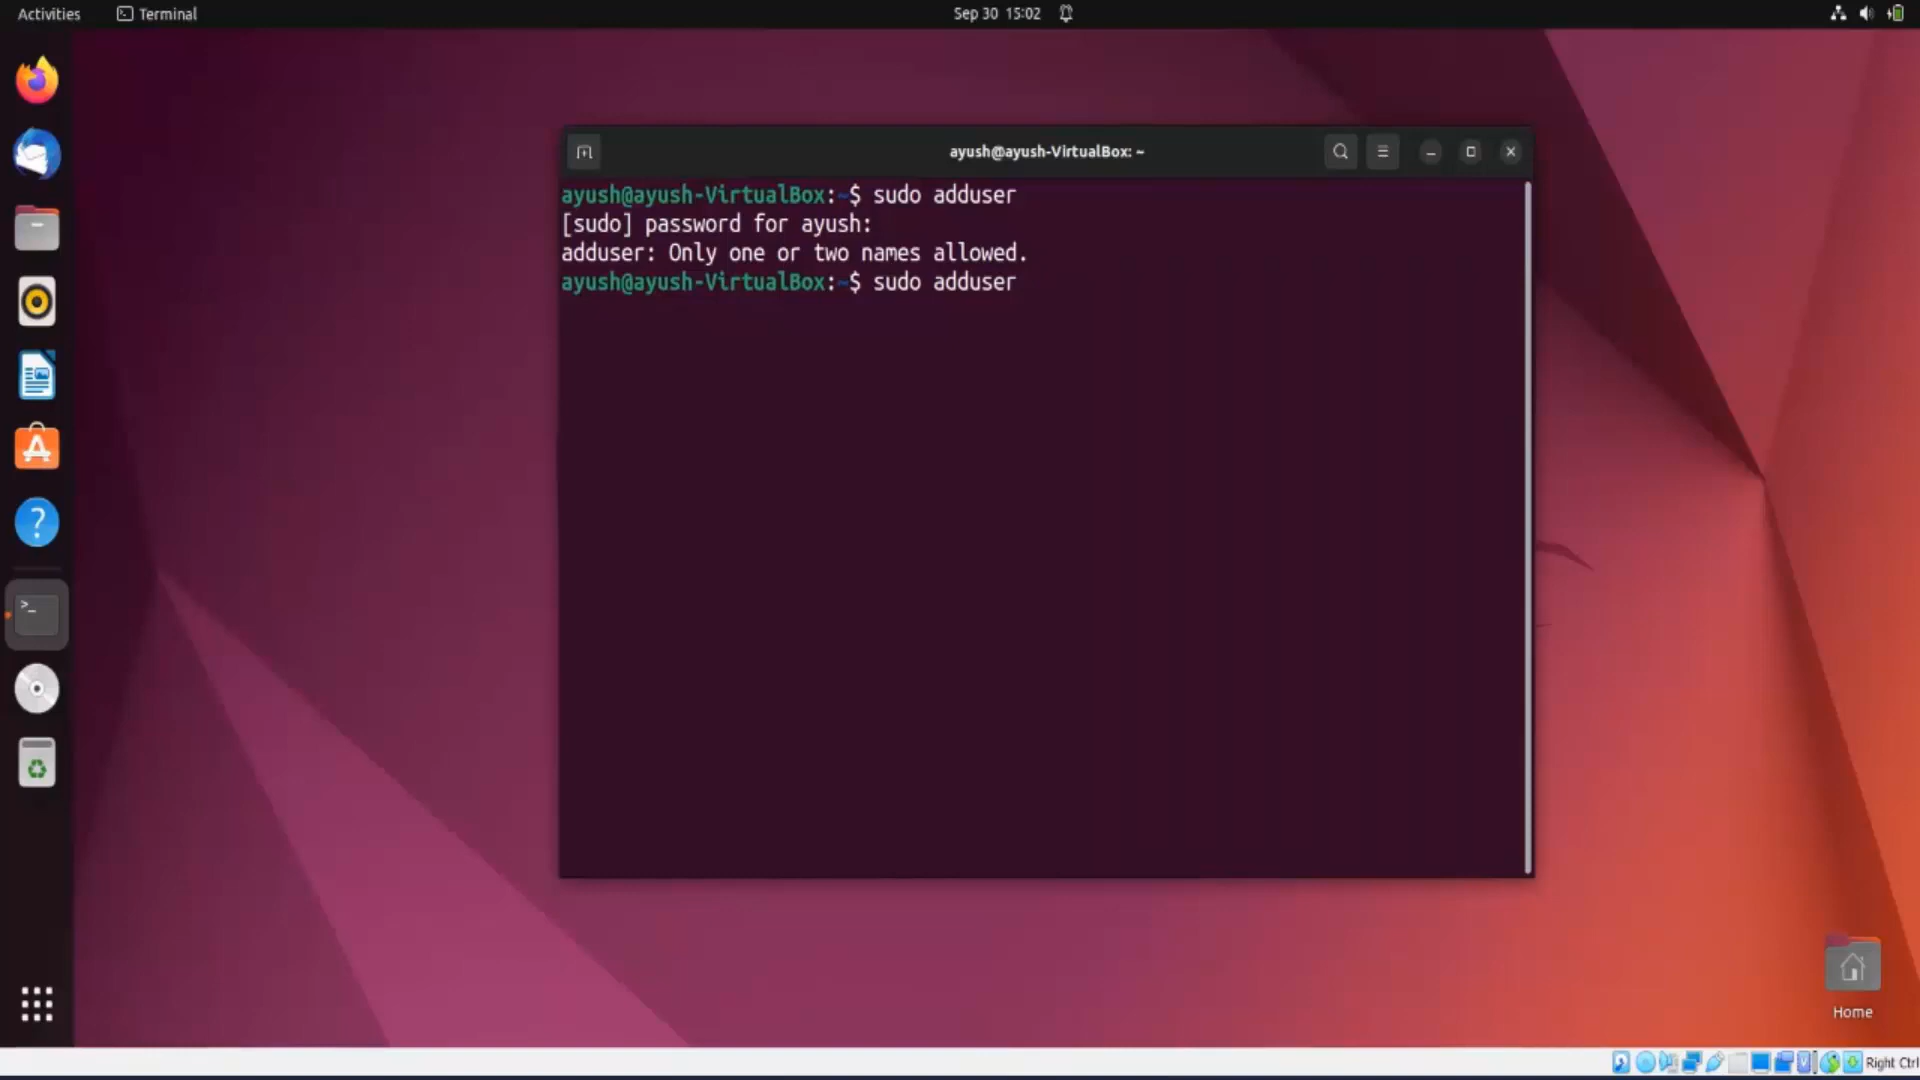 Activities
Terminal
Sep 30 15:02
ayush@ayush-VirtualBox: ~
ayush@ayush-VirtualBox:~$ sudo adduser
[sudo] password for ayush:
adduser: Only one or two names allowed.
ayush@ayush-VirtualBox:~$ sudo adduser
Home
Right Ctrl